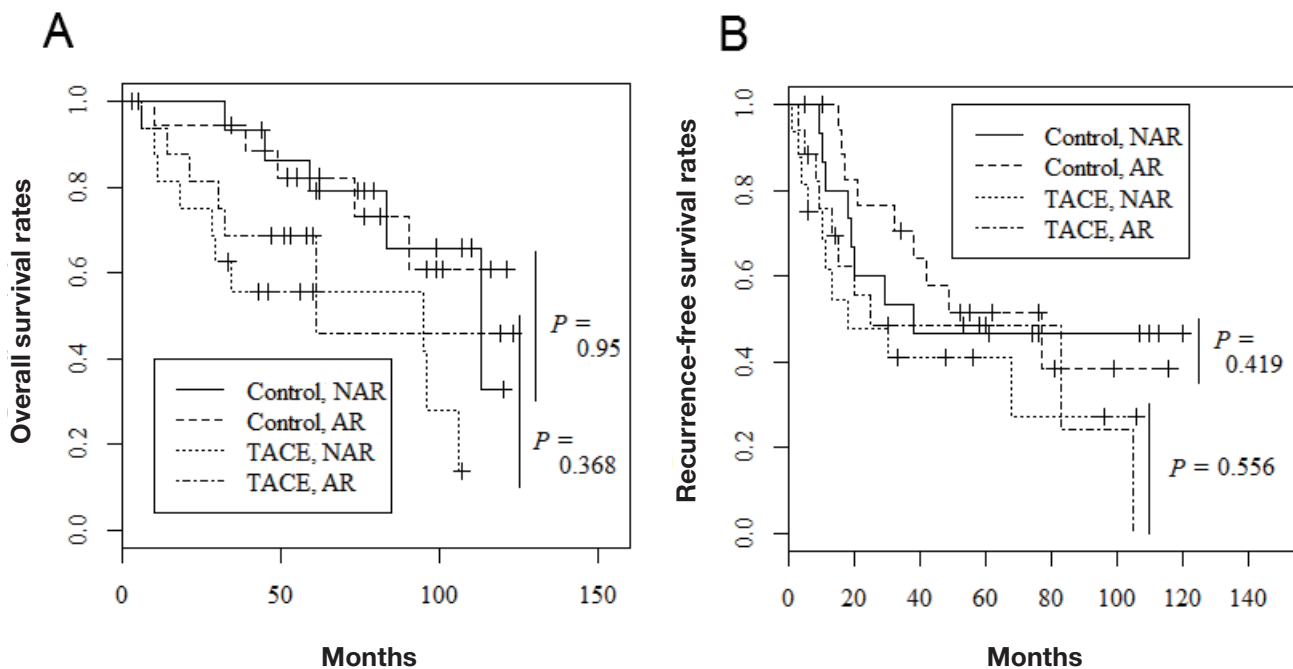 A
Overall survival rates
0.0
0.2
0.4
0.6
0.8
1.0
Control, NAR
Control, AR
TACE, NAR
TACE, AR
P =
0.95
P =
0.368
0
50
100
150
Months
B
Recurrence-free survival rates
0.0
0.2
0.4
0.6
0.8
1.0
Control, NAR
Control, AR
TACE, NAR
TACE, AR
P =
0.419
P = 0.556
0
20
40
60
80
100
120
140
Months